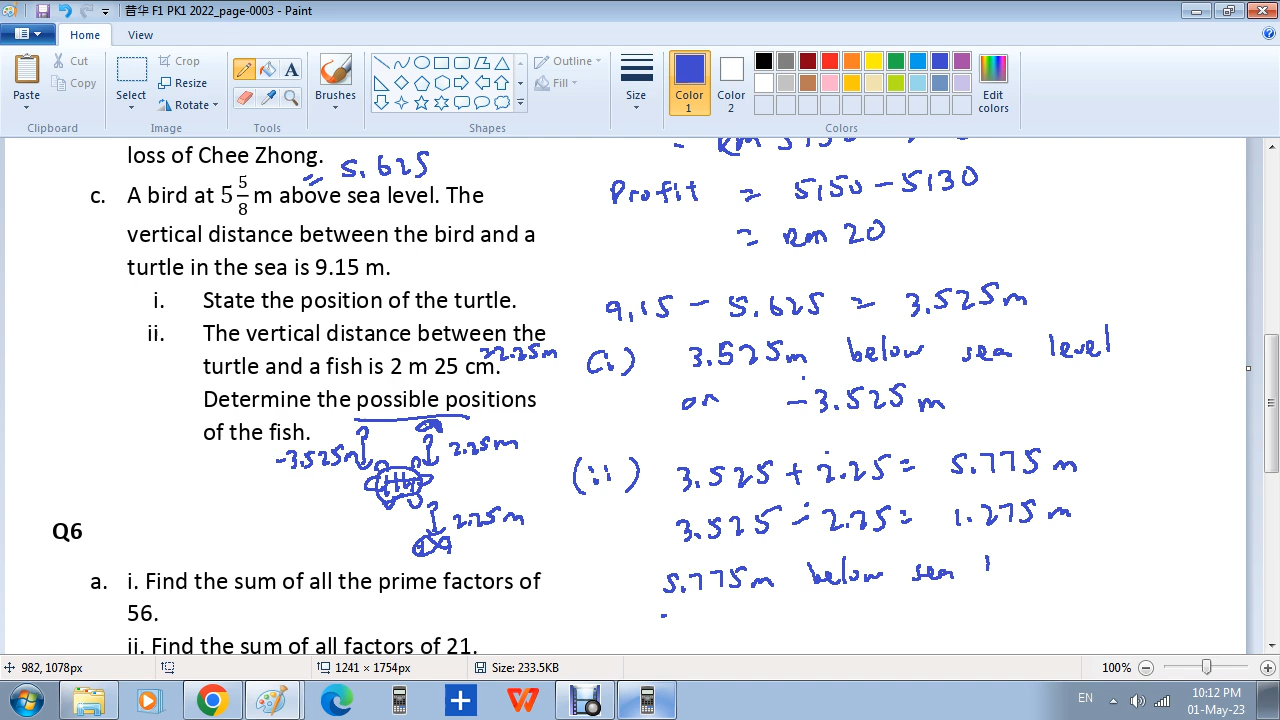 昔华 F1 PK1 2022_page-0003 - Paint
Home View
Paste
Cut
Copy
Clipboard
Select
Crop
Resize
Rotate
Image
Tools
Brushes
Shapes
Outline
Fill
Size
Color 1
Color 2
Edit colors
Colors
loss of Chee Zhong.
= 5.625
c. A bird at 5 5/8 m above sea level. The
vertical distance between the bird and a
turtle in the sea is 9.15 m.
i. State the position of the turtle.
ii. The vertical distance between the
turtle and a fish is 2 m 25 cm.
Determine the possible positions
of the fish.
-3.525m
2.25m
2.25m
Q6
a. i. Find the sum of all the prime factors of
56.
ii. Find the sum of all factors of 21.
Profit = 5150 - 5130
= RM 20
9.15 - 5.625 = 3.525m
(i) 3.525m below sea level
or -3.525 m
(ii) 3.525 + 2.25 = 5.775 m
3.525 - 2.25 = 1.275 m
5.775m below sea l
982, 1078px
1241 × 1754px
Size: 233.5KB
100%
EN
10:12 PM
01-May-23